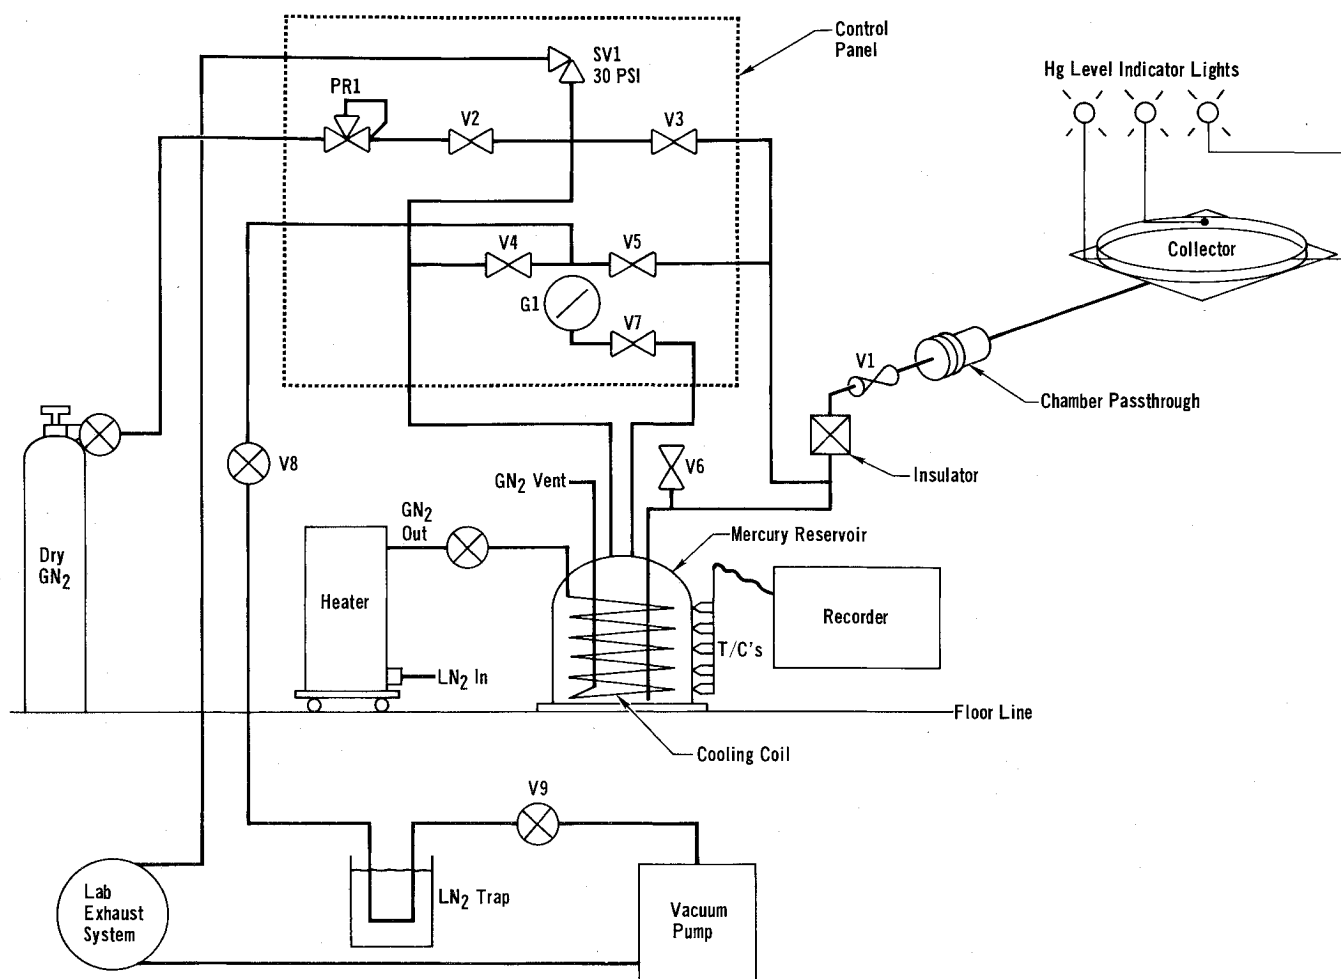 Control
Panel
SV1
30 PSI
PR1
V2
V3
Hg Level Indicator Lights
V4
V5
Collector
G1
V7
V1
Chamber Passthrough
V8
V6
Insulator
GN2 Vent
GN2
Out
Mercury Reservoir
Dry
GN2
Heater
Recorder
T/C's
LN2 In
Floor Line
Cooling Coil
V9
Lab
Exhaust
System
LN2 Trap
Vacuum
Pump